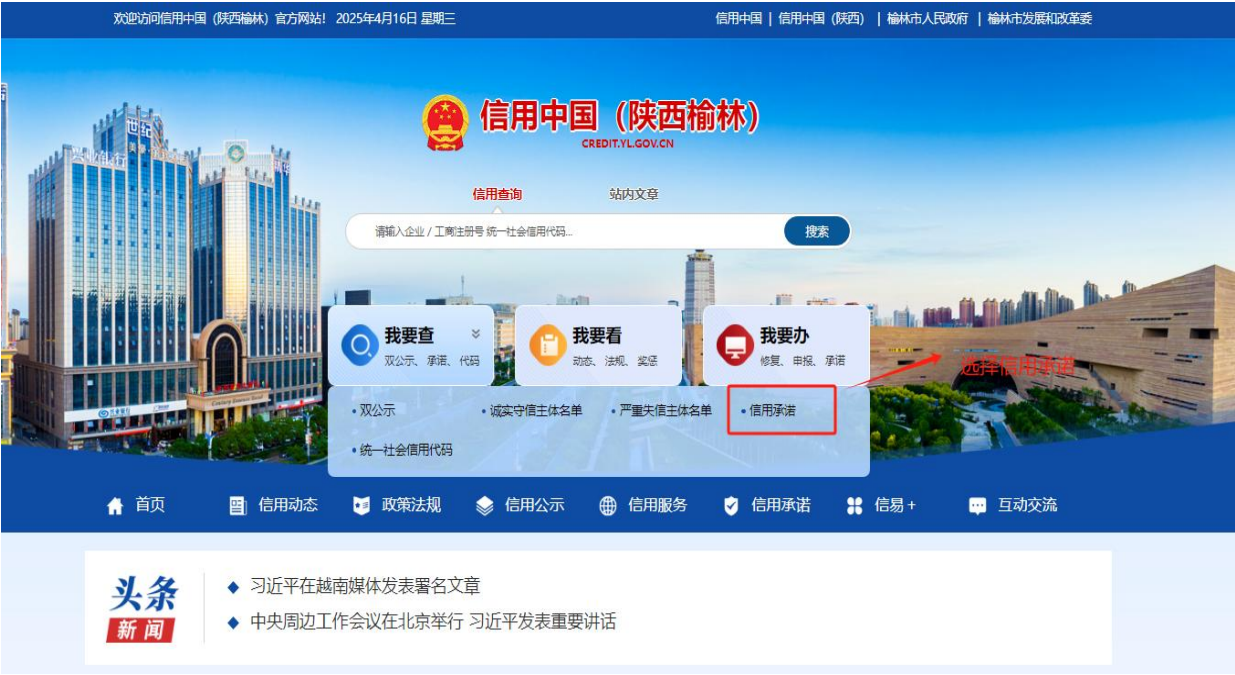 欢迎访问信用中国（陕西榆林）官方网站！ 2025年4月16日 星期三
信用中国 | 信用中国（陕西） | 榆林市人民政府 | 榆林市发展和改革委
信用中国（陕西榆林）
CREDIT.YL.GOV.CN
信用查询 站内文章
请输入企业 / 工商注册号 统一社会信用代码...
搜索
我要查
双公示、承诺、代码
我要看
动态、法规、奖惩
我要办
修复、申报、承诺
选择信用承诺
• 双公示 • 诚实守信主体名单 • 严重失信主体名单 • 信用承诺
• 统一社会信用代码
首页 信用动态 政策法规 信用公示 信用服务 信用承诺 信易+ 互动交流
头条
新闻
◆ 习近平在越南媒体发表署名文章
◆ 中央周边工作会议在北京举行 习近平发表重要讲话
世纪
兴业银行